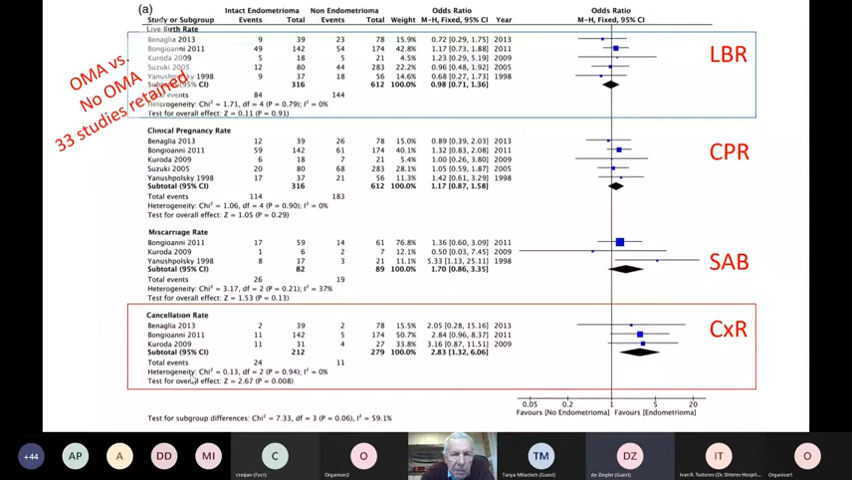 (a)
Intact Endometrioma Non Endometrioma Odds Ratio Odds Ratio
Study or Subgroup Events Total Events Total Weight M-H, Fixed, 95% CI Year M-H, Fixed, 95% CI
Live Birth Rate
Benaglia 2013 9 39 23 78 15.9% 0.72 [0.29, 1.75] 2013
Bongioanni 2011 49 142 54 174 42.8% 1.17 [0.73, 1.88] 2011
Kuroda 2009 5 18 5 21 4.1% 1.23 [0.29, 5.19] 2009
Suzuki 2005 12 80 44 283 22.2% 0.96 [0.48, 1.92] 2005
Yanushpolsky 1998 9 37 18 56 14.9% 0.68 [0.27, 1.73] 1998
Subtotal (95% CI) 316 612 100.0% 0.98 [0.71, 1.36]
Total events 84 144
Heterogeneity: Chi² = 1.71, df = 4 (P = 0.79); I² = 0%
Test for overall effect: Z = 0.11 (P = 0.91)
LBR
OMA vs.
No OMA
33 studies retained
Clinical Pregnancy Rate
Benaglia 2013 12 39 26 78 15.0% 0.89 [0.39, 2.03] 2013
Bongioanni 2011 59 142 61 174 40.9% 1.32 [0.83, 2.08] 2011
Kuroda 2009 6 18 7 21 4.9% 1.00 [0.26, 3.80] 2009
Suzuki 2005 20 80 68 283 25.5% 1.05 [0.59, 1.87] 2005
Yanushpolsky 1998 17 37 21 56 1.42 [0.61, 3.29] 1998
Subtotal (95% CI) 316 612 100.0% 1.17 [0.87, 1.58]
Total events 114 183
Heterogeneity: Chi² = 1.06, df = 4 (P = 0.90); I² = 0%
Test for overall effect: Z = 1.05 (P = 0.29)
CPR
Miscarriage Rate
Bongioanni 2011 17 59 14 61 76.8% 1.36 [0.60, 3.09] 2011
Kuroda 2009 1 6 2 7 0.50 [0.03, 7.45] 2009
Yanushpolsky 1998 8 17 3 21 5.33 [1.13, 25.11] 1998
Subtotal (95% CI) 82 89 100.0% 1.70 [0.86, 3.35]
Total events 26 19
Heterogeneity: Chi² = 3.17, df = 2 (P = 0.21); I² = 37%
Test for overall effect: Z = 1.53 (P = 0.13)
SAB
Cancellation Rate
Benaglia 2013 2 39 2 78 15.5% 2.05 [0.28, 15.16] 2013
Bongioanni 2011 11 142 5 174 50.7% 2.84 [0.96, 8.37] 2011
Kuroda 2009 11 31 4 27 33.8% 3.16 [0.87, 11.51] 2009
Subtotal (95% CI) 212 279 100.0% 2.83 [1.32, 6.06]
Total events 24 11
Heterogeneity: Chi² = 0.13, df = 2 (P = 0.94); I² = 0%
Test for overall effect: Z = 2.67 (P = 0.008)
CxR
0.05 0.2 1 5 20
Favours [No Endometrioma] Favours [Endometrioma]
Test for subgroup differences: Chi² = 7.33, df = 3 (P = 0.06), I² = 59.1%
+44 AP A DD MI C O TM DZ IT O
стефан (Гост) Organiser2 Tanya Milachich (Guest) de Ziegler (Guest) Ivan R. Todorov (Dr. Shterev Hospit... Organiser1